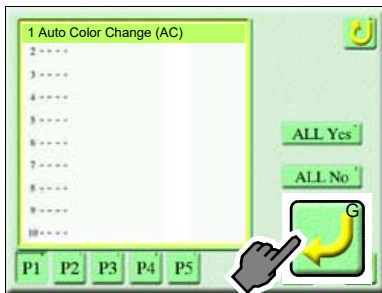 1 Auto Color Change (AC)
2 - - - -
3 - - - -
4 - - - -
5 - - - -
6 - - - -
7 - - - -
8 - - - -
9 - - - -
10- - - -
ALL Yes
ALL No
G
P1 P2 P3 P4 P5